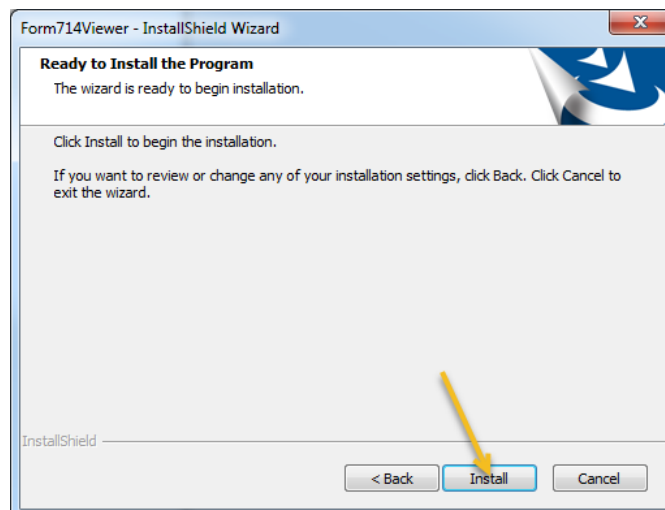 Form714Viewer - InstallShield Wizard
Ready to Install the Program
The wizard is ready to begin installation.
Click Install to begin the installation.
If you want to review or change any of your installation settings, click Back. Click Cancel to
exit the wizard.
InstallShield
< Back Install Cancel